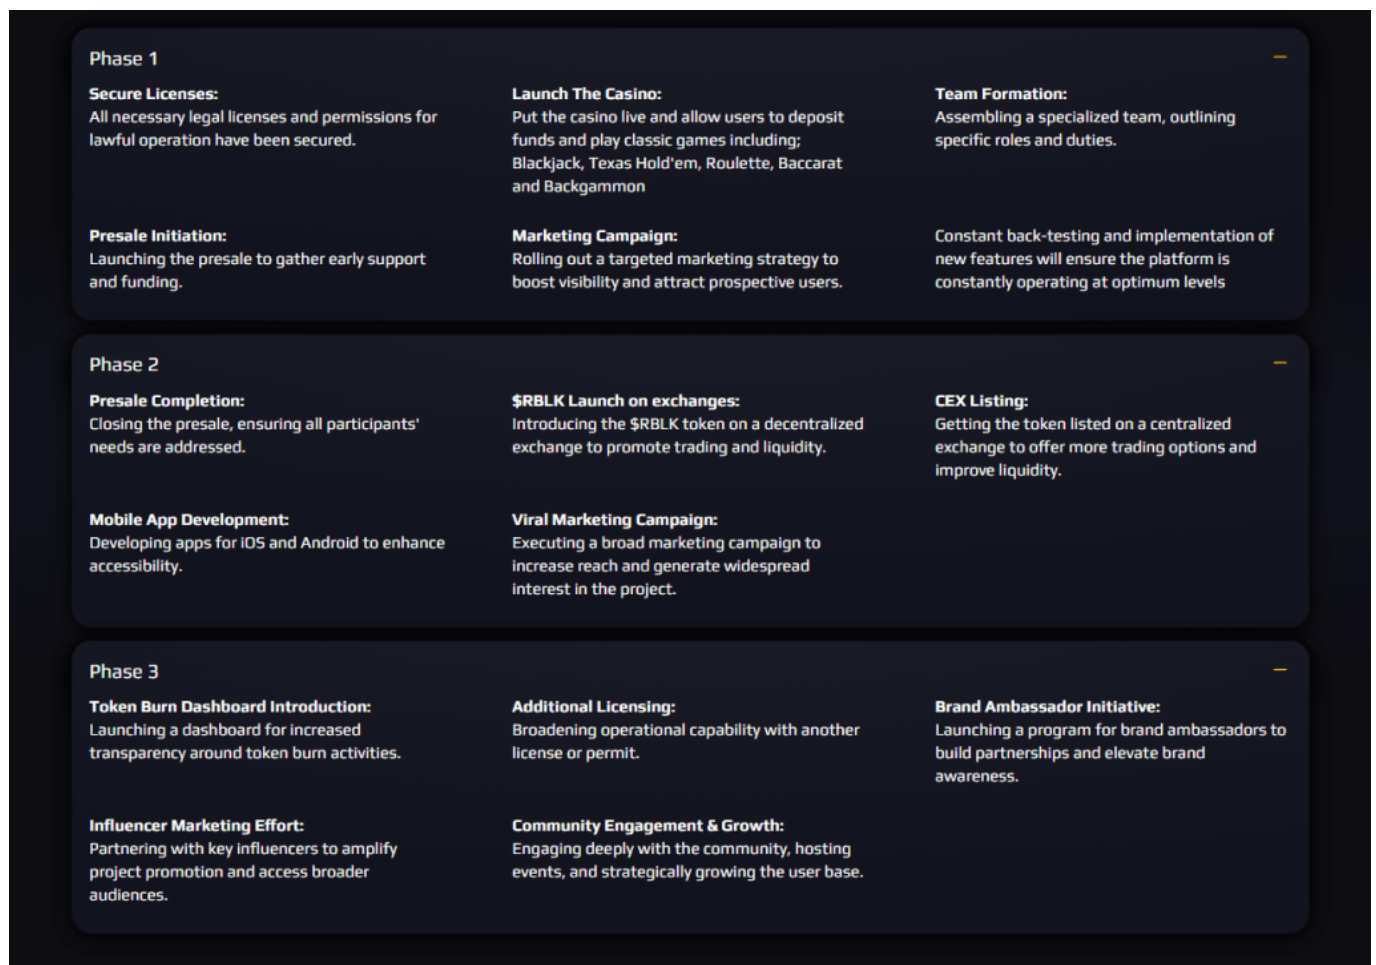 Phase 1
Secure Licenses:
All necessary legal licenses and permissions for
lawful operation have been secured.
Launch The Casino:
Put the casino live and allow users to deposit
funds and play classic games including;
Blackjack, Texas Hold'em, Roulette, Baccarat
and Backgammon
Team Formation:
Assembling a specialized team, outlining
specific roles and duties.
Presale Initiation:
Launching the presale to gather early support
and funding.
Marketing Campaign:
Rolling out a targeted marketing strategy to
boost visibility and attract prospective users.
Constant back-testing and implementation of
new features will ensure the platform is
constantly operating at optimum levels
Phase 2
Presale Completion:
Closing the presale, ensuring all participants'
needs are addressed.
$RBLK Launch on exchanges:
Introducing the $RBLK token on a decentralized
exchange to promote trading and liquidity.
CEX Listing:
Getting the token listed on a centralized
exchange to offer more trading options and
improve liquidity.
Mobile App Development:
Developing apps for iOS and Android to enhance
accessibility.
Viral Marketing Campaign:
Executing a broad marketing campaign to
increase reach and generate widespread
interest in the project.
Phase 3
Token Burn Dashboard Introduction:
Launching a dashboard for increased
transparency around token burn activities.
Additional Licensing:
Broadening operational capability with another
license or permit.
Brand Ambassador Initiative:
Launching a program for brand ambassadors to
build partnerships and elevate brand
awareness.
Influencer Marketing Effort:
Partnering with key influencers to amplify
project promotion and access broader
audiences.
Community Engagement & Growth:
Engaging deeply with the community, hosting
events, and strategically growing the user base.